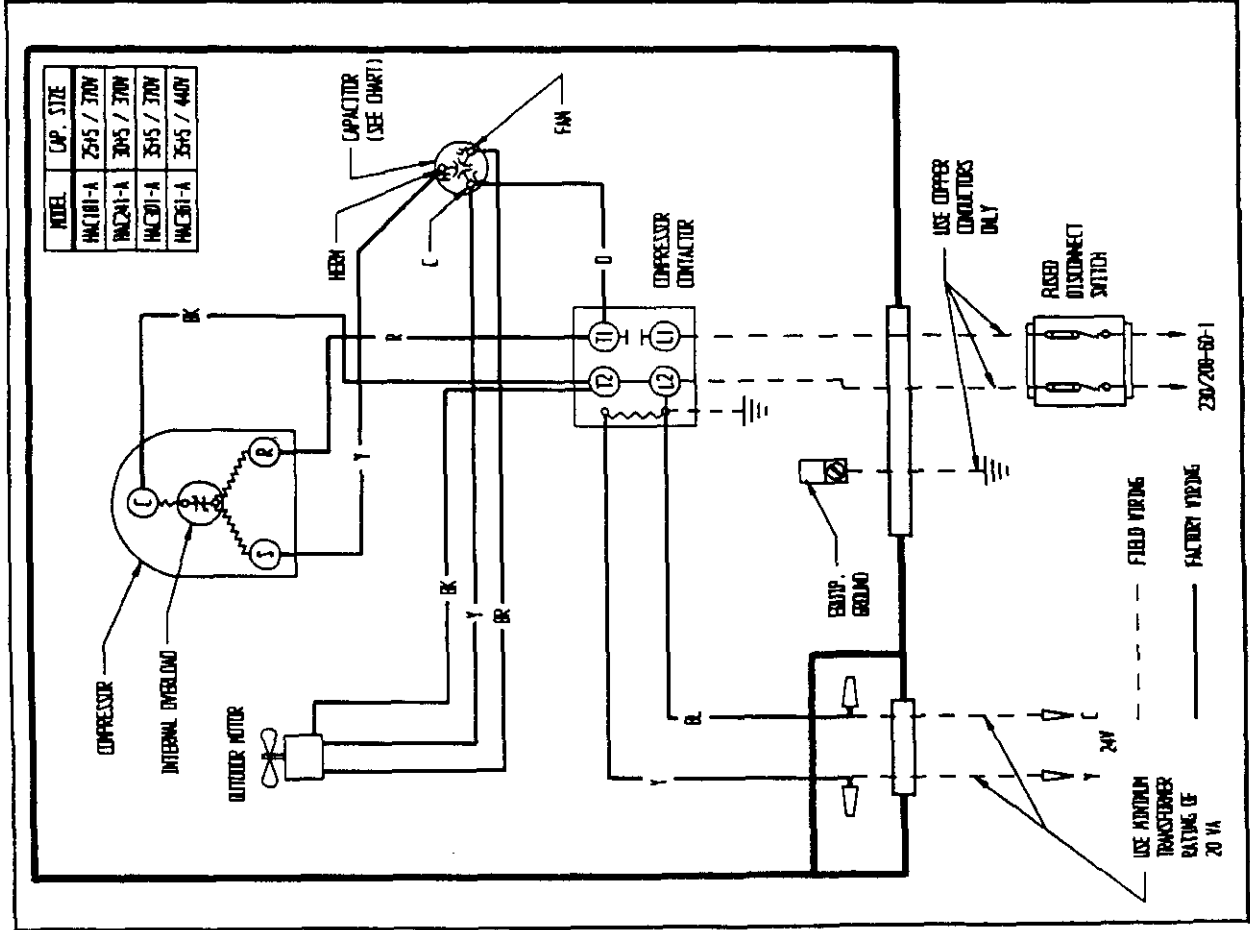 MODEL CAP. SIZE
HAC181-A 25+5 / 370V
HAC241-A 30+5 / 370V
HAC301-A 35+5 / 370V
HAC361-A 35+5 / 440V
COMPRESSOR
INTERNAL OVERLOAD
C
S
R
BK
R
Y
HERM
C
CAPACITOR
(SEE CHART)
FAN
OUTDOOR MOTOR
BK
Y
BR
O
COMPRESSOR
CONTACTOR
T2
T1
L2
L1
Y
BL
EQUIP.
GROUND
USE COPPER
CONDUCTORS
ONLY
FUSED
DISCONNECT
SWITCH
230/208-60-1
USE MINIMUM
TRANSFORMER
RATING OF
20 VA
Y
C
24V
FIELD WIRING
FACTORY WIRING